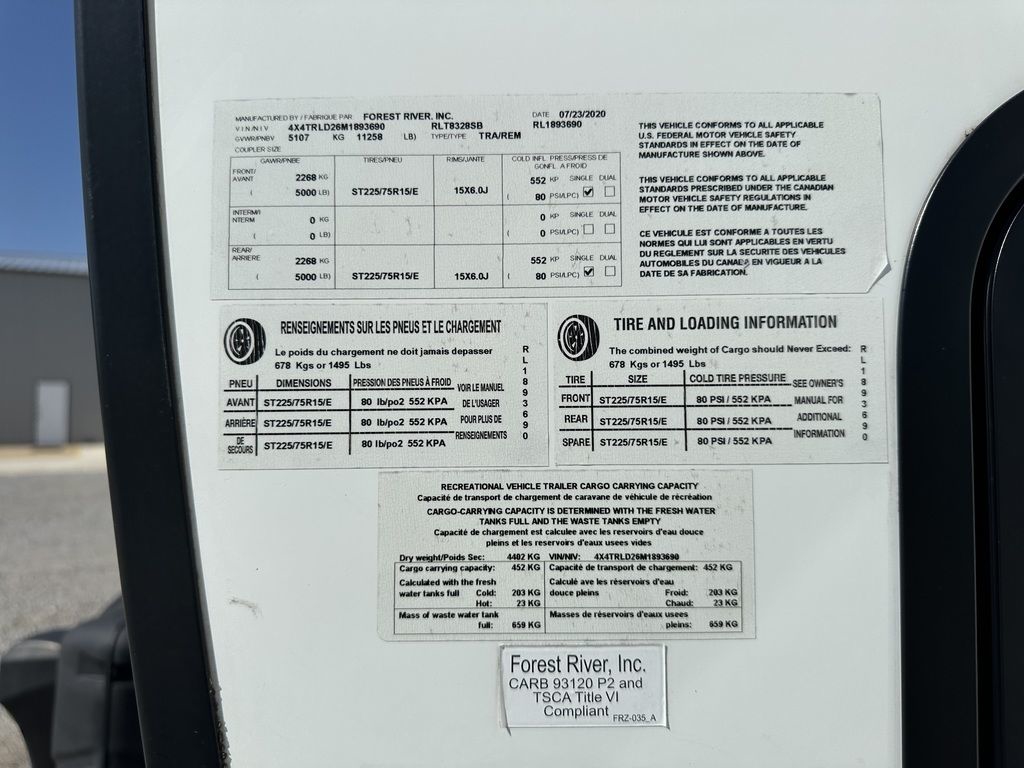 MANUFACTURED BY / FABRIQUE PAR FOREST RIVER, INC. DATE 07/23/2020
V I N / N I V 4X4TRLD26M1893690 RLT8328SB RL1893690
GVWR/PNBV 5107 KG 11258 LB) TYPE/TYPE TRA/REM
COUPLER SIZE
GAWR/PNBE TIRES/PNEU RIMS/JANTE COLD INFL PRESS/PRESS DE GONFL A FROID
FRONT/ AVANT 2268 KG 552 KP SINGLE DUAL
( 5000 LB) ST225/75R15/E 15X6.0J ( 80 PSI/LPC)
INTERM/I NTERM 0 KG 0 KP SINGLE DUAL
( 0 LB) ( 0 PSI/LPC)
REAR/ ARRIERE 2268 KG 552 KP SINGLE DUAL
( 5000 LB) ST225/75R15/E 15X6.0J ( 80 PSI/LPC)
THIS VEHICLE CONFORMS TO ALL APPLICABLE
U.S. FEDERAL MOTOR VEHICLE SAFETY
STANDARDS IN EFFECT ON THE DATE OF
MANUFACTURE SHOWN ABOVE.
THIS VEHICLE CONFORMS TO ALL APPLICABLE
STANDARDS PRESCRIBED UNDER THE CANADIAN
MOTOR VEHICLE SAFETY REGULATIONS IN
EFFECT ON THE DATE OF MANUFACTURE.
CE VEHICULE EST CONFORME A TOUTES LES
NORMES QUI LUI SONT APPLICABLES EN VERTU
DU REGLEMENT SUR LA SECURITE DES VEHICULES
AUTOMOBILES DU CANADA EN VIGUEUR A LA
DATE DE SA FABRICATION.
RENSEIGNEMENTS SUR LES PNEUS ET LE CHARGEMENT
Le poids du chargement ne doit jamais depasser
678 Kgs or 1495 Lbs
PNEU DIMENSIONS PRESSION DES PNEUS À FROID
AVANT ST225/75R15/E 80 lb/po2 552 KPA
ARRIÈRE ST225/75R15/E 80 lb/po2 552 KPA
DE SECOURS ST225/75R15/E 80 lb/po2 552 KPA
VOIR LE MANUEL
DE L'USAGER
POUR PLUS DE
RENSEIGNEMENTS
RL1893690
TIRE AND LOADING INFORMATION
The combined weight of Cargo should Never Exceed:
678 Kgs or 1495 Lbs
TIRE SIZE COLD TIRE PRESSURE
FRONT ST225/75R15/E 80 PSI / 552 KPA
REAR ST225/75R15/E 80 PSI / 552 KPA
SPARE ST225/75R15/E 80 PSI / 552 KPA
SEE OWNER'S
MANUAL FOR
ADDITIONAL
INFORMATION
RL1893690
RECREATIONAL VEHICLE TRAILER CARGO CARRYING CAPACITY
Capacité de transport de chargement de caravane de véhicule de récréation
CARGO-CARRYING CAPACITY IS DETERMINED WITH THE FRESH WATER
TANKS FULL AND THE WASTE TANKS EMPTY
Capacité de chargement est calculee avec les reservoirs d'eau douce
pleins et les reservoirs d'eaux usees vides
Dry weight/Poids Sec: 4402 KG VIN/NIV: 4X4TRLD26M1893690
Cargo carrying capacity: 452 KG Capacité de transport de chargement: 452 KG
Calculated with the fresh Calculé ave les réservoirs d'eau
water tanks full Cold: 203 KG douce pleins Froid: 203 KG
Hot: 23 KG Chaud: 23 KG
Mass of waste water tank Masses de réservoirs d'eaux usees
full: 659 KG pleins: 659 KG
Forest River, Inc.
CARB 93120 P2 and
TSCA Title VI
Compliant FRZ-035_A